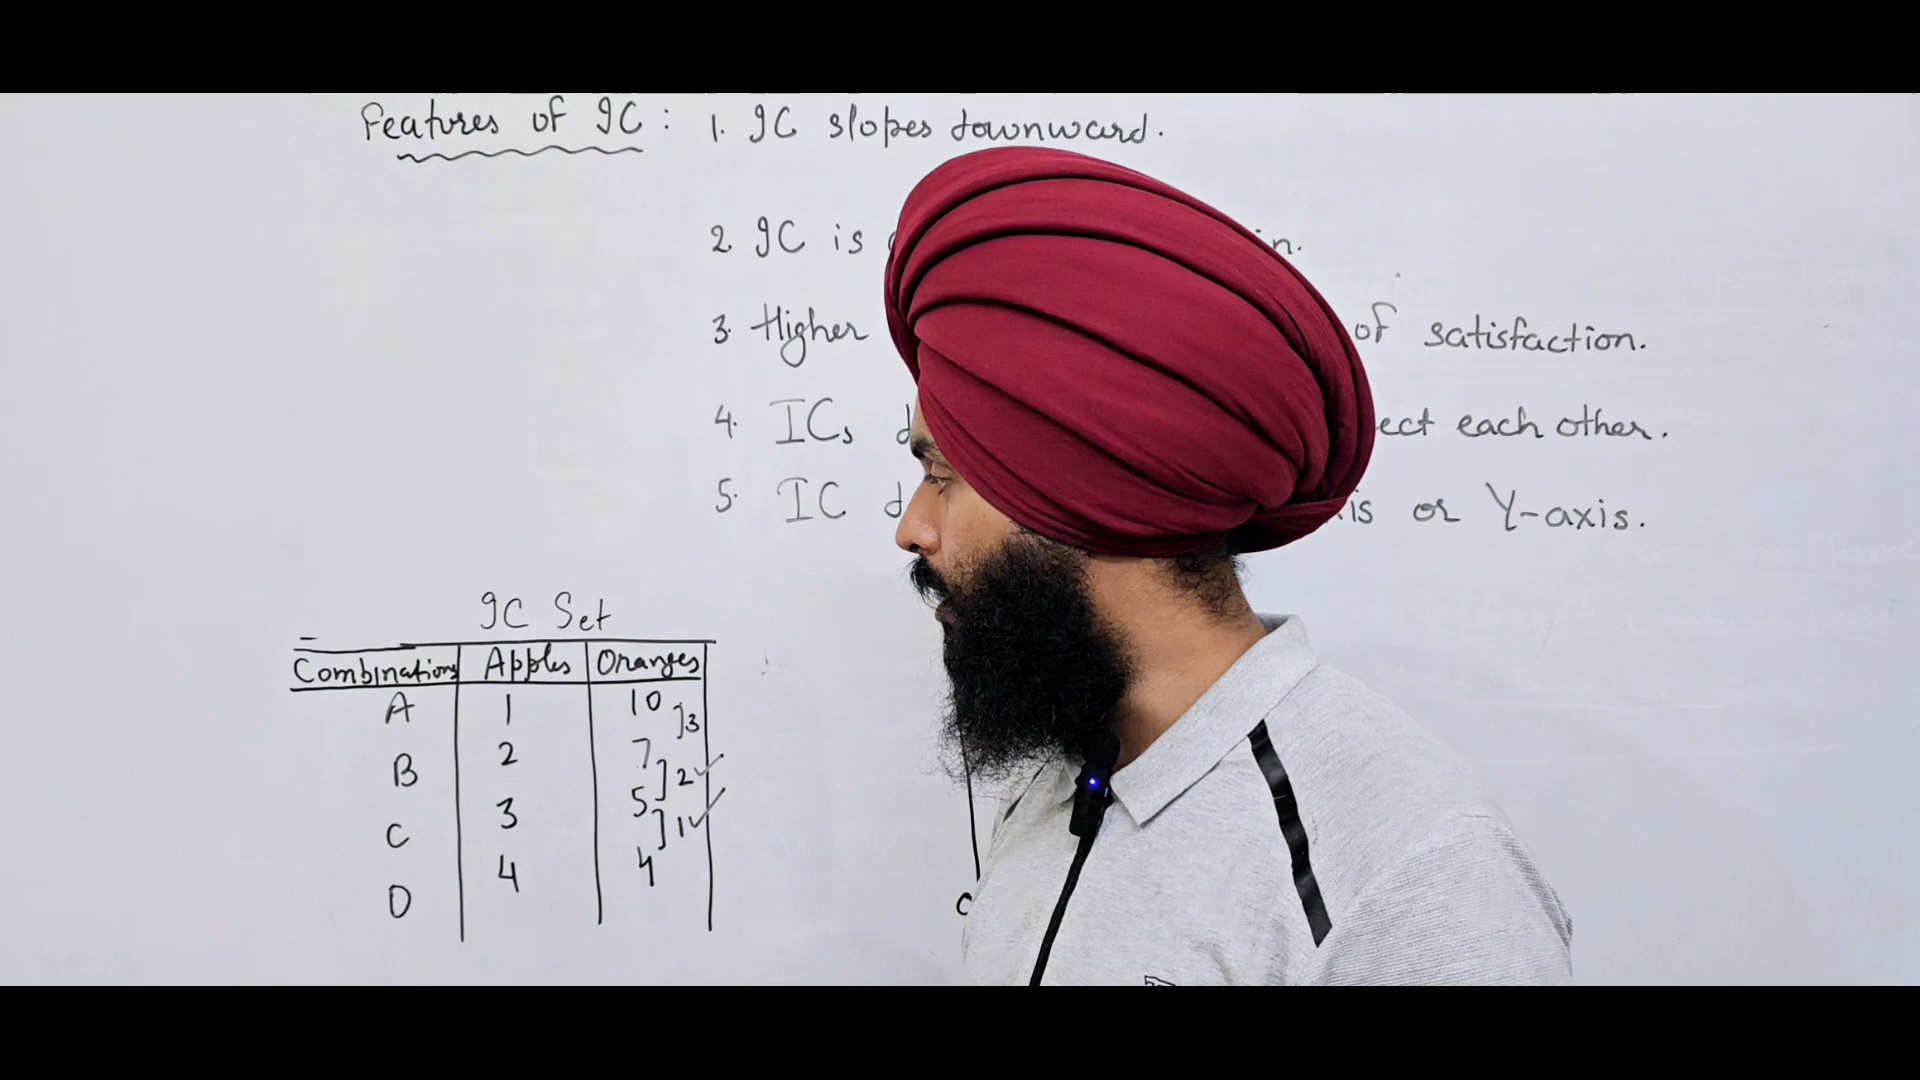 Features of IC : 1. IC slopes downward.
2. IC is in.
3. Higher of satisfaction.
4. ICs d ect each other.
5. IC d is or Y-axis.
IC Set
Combinations Apples Oranges
A 1 10
]3
B 2 7
]2✓
C 3 5
]1✓
D 4 4